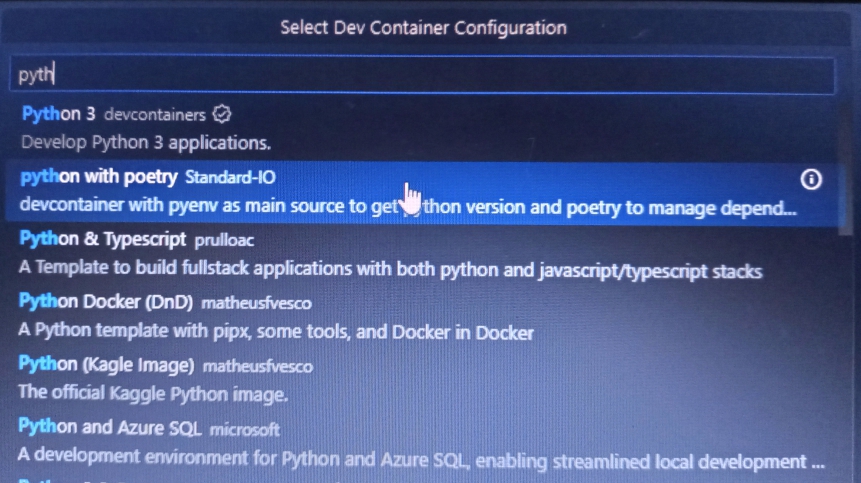 Select Dev Container Configuration
pyth
Python 3 devcontainers
Develop Python 3 applications.
python with poetry Standard-IO
devcontainer with pyenv as main source to get python version and poetry to manage depend...
Python & Typescript prulloac
A Template to build fullstack applications with both python and javascript/typescript stacks
Python Docker (DnD) matheusfvesco
A Python template with pipx, some tools, and Docker in Docker
Python (Kagle Image) matheusfvesco
The official Kaggle Python image.
Python and Azure SQL microsoft
A development environment for Python and Azure SQL, enabling streamlined local development ...